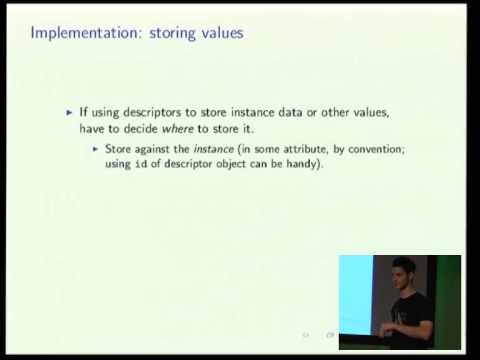 Implementation: storing values
If using descriptors to store instance data or other values,
have to decide where to store it.
Store against the instance (in some attribute, by convention;
using id of descriptor object can be handy).